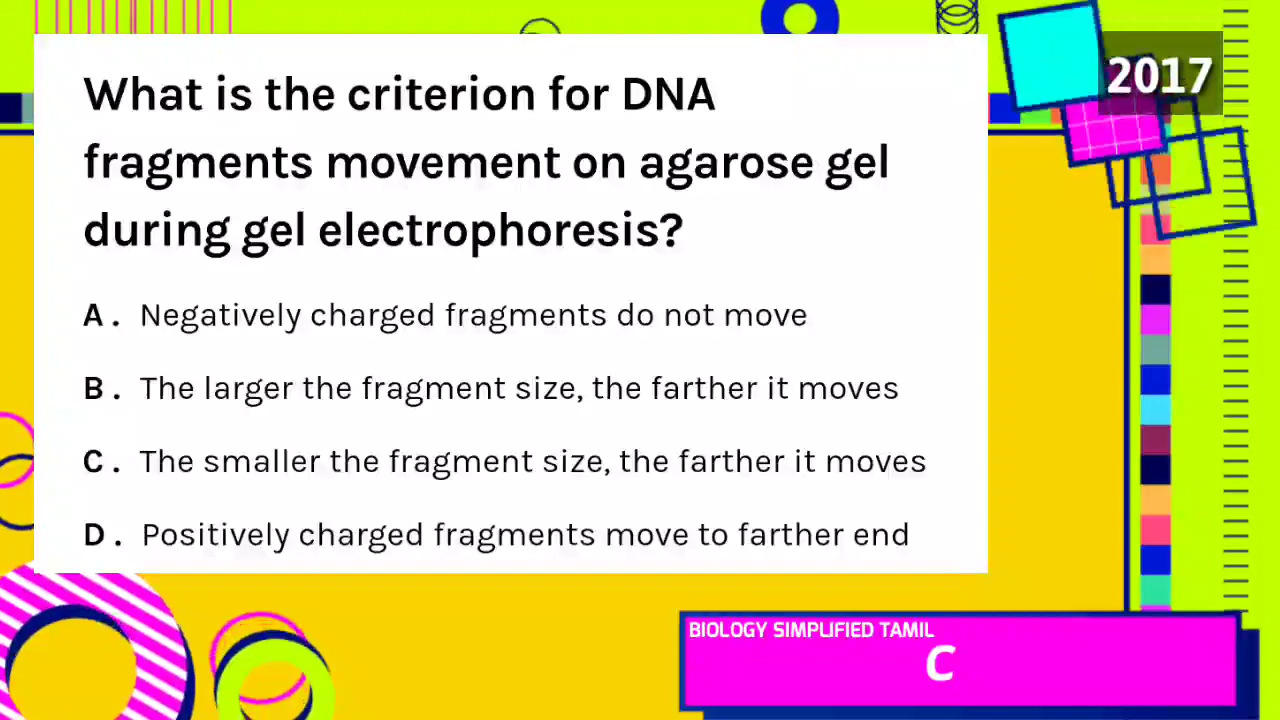 What is the criterion for DNA
fragments movement on agarose gel
during gel electrophoresis?
A. Negatively charged fragments do not move
B. The larger the fragment size, the farther it moves
C. The smaller the fragment size, the farther it moves
D. Positively charged fragments move to farther end
2017
BIOLOGY SIMPLIFIED TAMIL
C